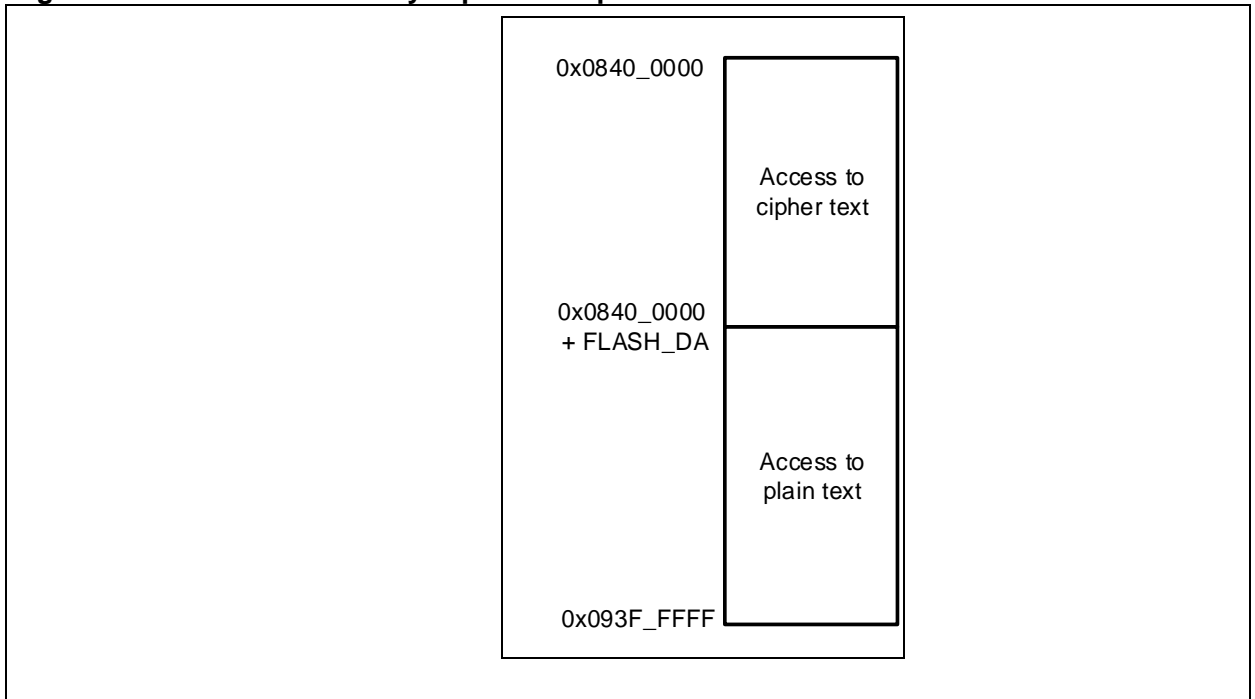 0x0840_0000
Access to
cipher text
0x0840_0000
+ FLASH_DA
Access to
plain text
0x093F_FFFF